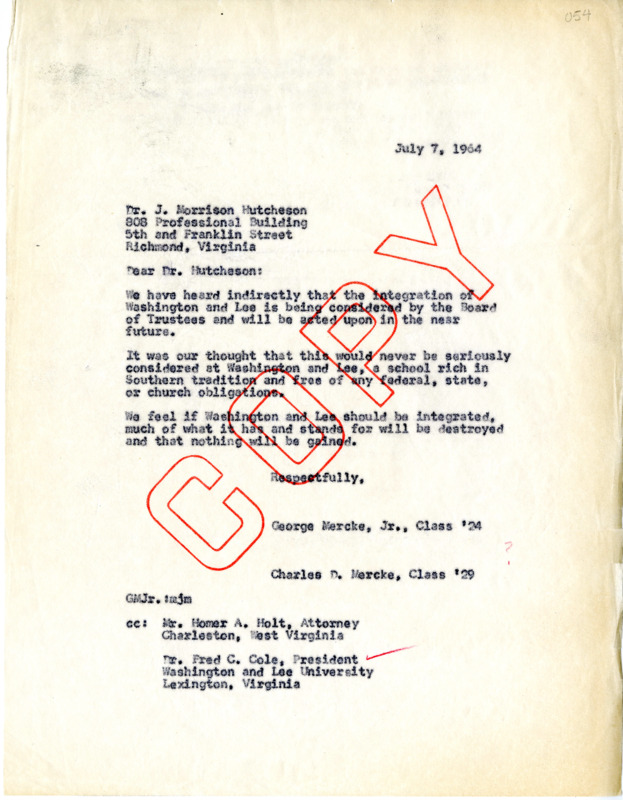 054
July 7, 1964
Dr. J. Morrison Hutcheson
808 Professional Building
5th and Franklin Street
Richmond, Virginia
Dear Dr. Hutcheson:
We have heard indirectly that the integration of
Washington and Lee is being considered by the Board
of Trustees and will be acted upon in the near
future.
It was our thought that this would never be seriously
considered at Washington and Lee, a school rich in
Southern tradition and free of any federal, state,
or church obligations.
We feel if Washington and Lee should be integrated,
much of what it has and stands for will be destroyed
and that nothing will be gained.
Respectfully,
George Mercke, Jr., Class '24
?
Charles D. Mercke, Class '29
GMJr.:mjm
cc: Mr. Homer A. Holt, Attorney
Charleston, West Virginia
Dr. Fred C. Cole, President
Washington and Lee University
Lexington, Virginia
COPY